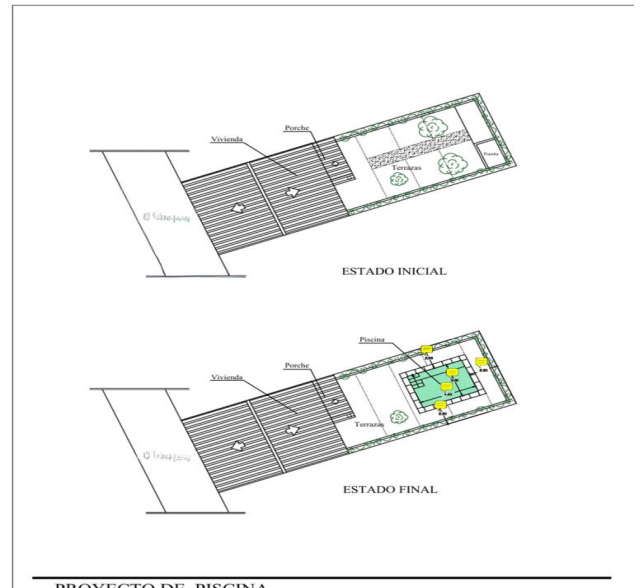 Porche
Vivienda
Terrazas
ESTADO INICIAL
Piscina
Porche
Vivienda
Terrazas
ESTADO FINAL
PROYECTO DE PISCINA